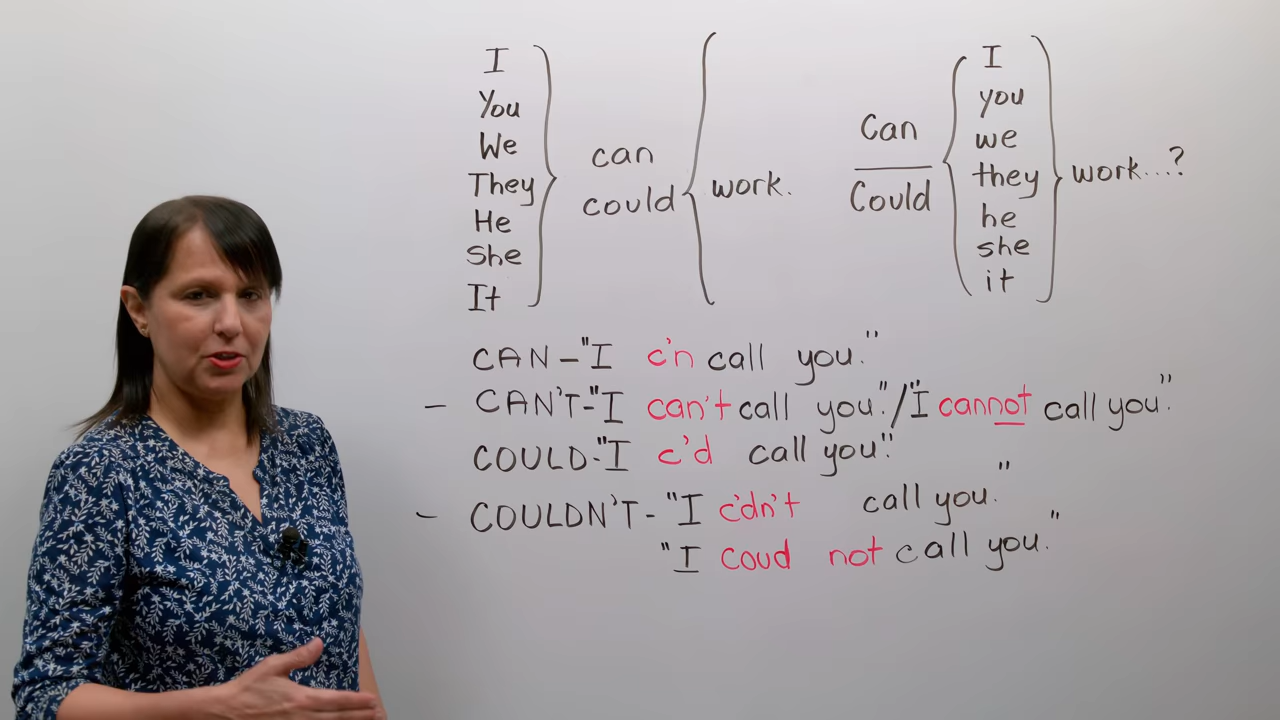 I
You
We
They
He
She
It
can
could
work.
Can
Could
I
you
we
they
he
she
it
work...?
CAN - "I c'n call you."
- CAN'T - "I can't call you." / "I cannot call you."
COULD - "I c'd call you."
- COULDN'T - "I c'dn't call you."
"I coud not call you."